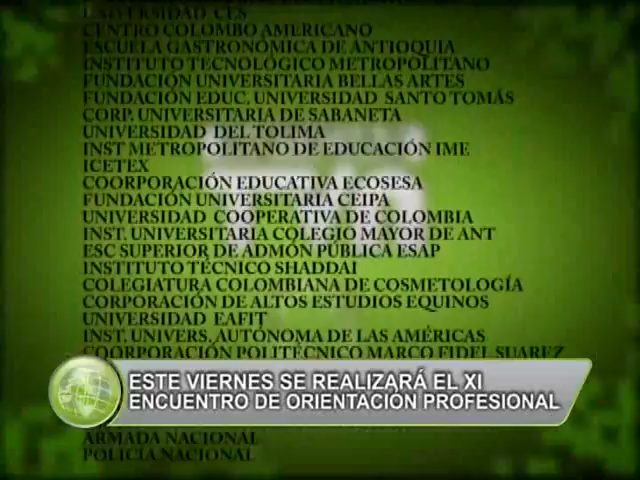 UNIVERSIDAD CES
CENTRO COLOMBO AMERICANO
ESCUELA GASTRONÓMICA DE ANTIOQUIA
INSTITUTO TECNOLÓGICO METROPOLITANO
FUNDACIÓN UNIVERSITARIA BELLAS ARTES
FUNDACIÓN EDUC. UNIVERSIDAD SANTO TOMÁS
CORP. UNIVERSITARIA DE SABANETA
UNIVERSIDAD DEL TOLIMA
INST METROPOLITANO DE EDUCACIÓN IME
ICETEX
COORPORACIÓN EDUCATIVA ECOSESA
FUNDACIÓN UNIVERSITARIA CEIPA
UNIVERSIDAD COOPERATIVA DE COLOMBIA
INST. UNIVERSITARIA COLEGIO MAYOR DE ANT
ESC SUPERIOR DE ADMÓN PÚBLICA ESAP
INSTITUTO TÉCNICO SHADDAI
COLEGIATURA COLOMBIANA DE COSMETOLOGÍA
CORPORACIÓN DE ALTOS ESTUDIOS EQUINOS
UNIVERSIDAD EAFIT
INST. UNIVERS. AUTÓNOMA DE LAS AMÉRICAS
COORPORACIÓN POLITÉCNICO MARCO FIDEL SUAREZ
ESTE VIERNES SE REALIZARÁ EL XI
ENCUENTRO DE ORIENTACIÓN PROFESIONAL
ARMADA NACIONAL
POLICÍA NACIONAL